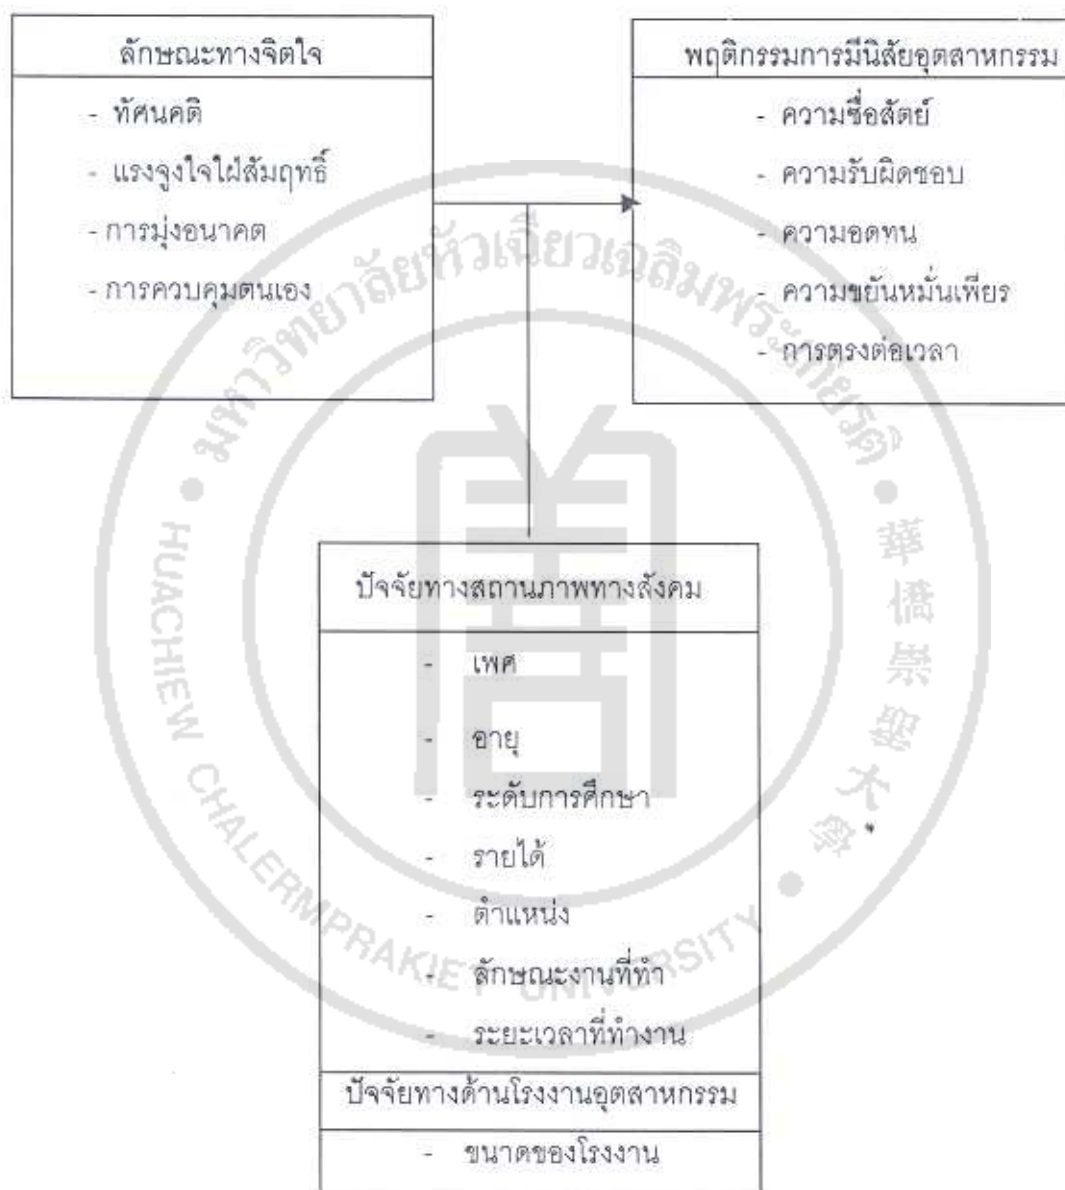 ลักษณะทางจิตใจ
- ทัศนคติ
- แรงจูงใจใฝ่สัมฤทธิ์
- การมุ่งอนาคต
- การควบคุมตนเอง
พฤติกรรมการมีนิสัยอุตสาหกรรม
- ความซื่อสัตย์
- ความรับผิดชอบ
- ความอดทน
- ความขยันหมั่นเพียร
- การตรงต่อเวลา
มหาวิทยาลัยหัวเฉียวเฉลิมพระเกียรติ
華僑崇聖大學
HUACHIEW CHALERMPRAKIET UNIVERSITY
ปัจจัยทางสถานภาพทางสังคม
- เพศ
- อายุ
- ระดับการศึกษา
- รายได้
- ตำแหน่ง
- ลักษณะงานที่ทำ
- ระยะเวลาที่ทำงาน
ปัจจัยทางด้านโรงงานอุตสาหกรรม
- ขนาดของโรงงาน